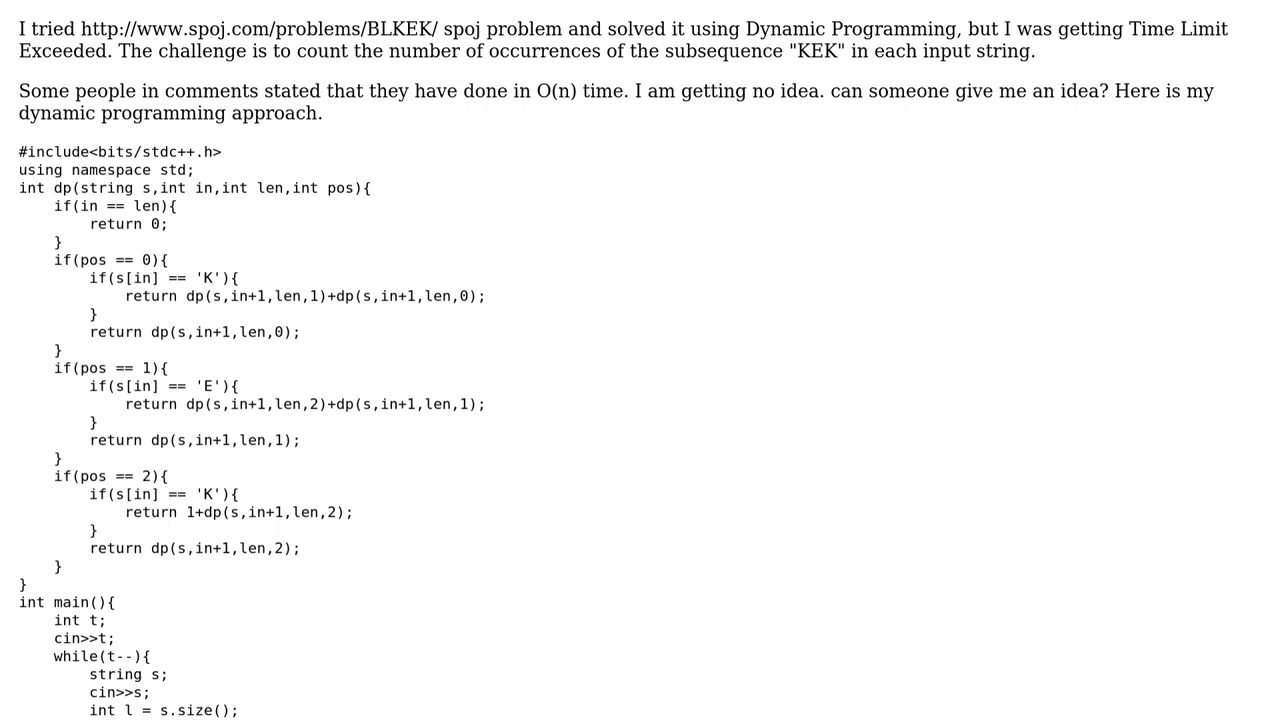 I tried http://www.spoj.com/problems/BLKEK/ spoj problem and solved it using Dynamic Programming, but I was getting Time Limit
Exceeded. The challenge is to count the number of occurrences of the subsequence "KEK" in each input string.
Some people in comments stated that they have done in O(n) time. I am getting no idea. can someone give me an idea? Here is my
dynamic programming approach.
#include<bits/stdc++.h>
using namespace std;
int dp(string s,int in,int len,int pos){
    if(in == len){
        return 0;
    }
    if(pos == 0){
        if(s[in] == 'K'){
            return dp(s,in+1,len,1)+dp(s,in+1,len,0);
        }
        return dp(s,in+1,len,0);
    }
    if(pos == 1){
        if(s[in] == 'E'){
            return dp(s,in+1,len,2)+dp(s,in+1,len,1);
        }
        return dp(s,in+1,len,1);
    }
    if(pos == 2){
        if(s[in] == 'K'){
            return 1+dp(s,in+1,len,2);
        }
        return dp(s,in+1,len,2);
    }
}
int main(){
    int t;
    cin>>t;
    while(t--){
        string s;
        cin>>s;
        int l = s.size();